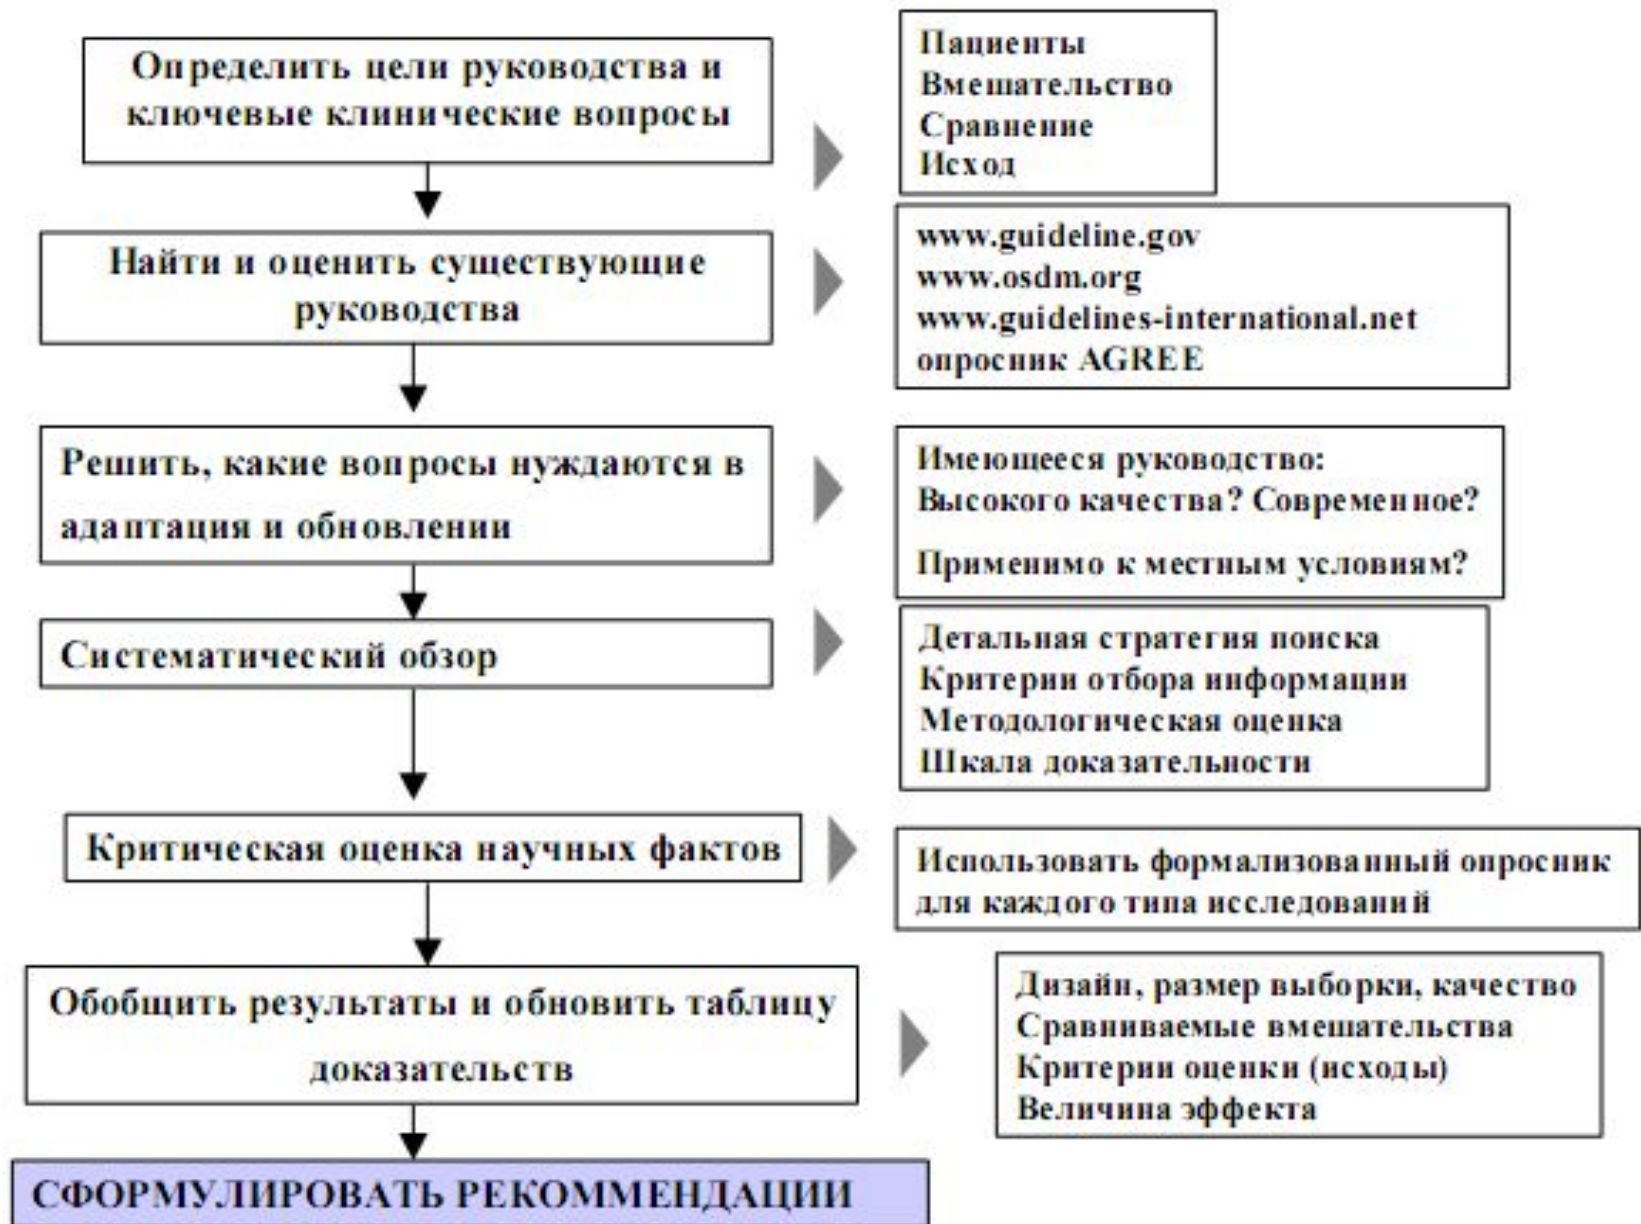 Определить цели руководства и
ключевые клинические вопросы
Пациенты
Вмешательство
Сравнение
Исход
Найти и оценить существующие
руководства
www.guideline.gov
www.osdm.org
www.guidelines-international.net
опросник AGREE
Решить, какие вопросы нуждаются в
адаптация и обновлении
Имеющееся руководство:
Высокого качества? Современное?
Применимо к местным условиям?
Систематический обзор
Детальная стратегия поиска
Критерии отбора информации
Методологическая оценка
Шкала доказательности
Критическая оценка научных фактов
Использовать формализованный опросник
для каждого типа исследований
Обобщить результаты и обновить таблицу
доказательств
Дизайн, размер выборки, качество
Сравниваемые вмешательства
Критерии оценки (исходы)
Величина эффекта
СФОРМУЛИРОВАТЬ РЕКОММЕНДАЦИИ